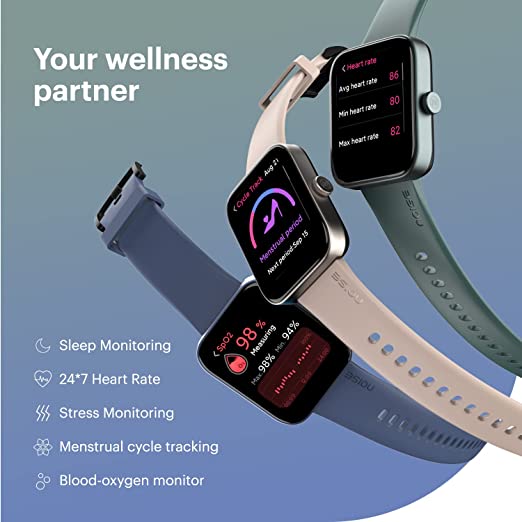 Your wellness
partner
Heart rate
Avg heart rate 86
Min heart rate 80
Max heart rate 82
Cycle Track Aug 21
Menstrual period
Next period:Sep 15
noise
noise
SpO2
98 %
Measuring
Max 98% Min 94%
noise
Sleep Monitoring
24*7 Heart Rate
Stress Monitoring
Menstrual cycle tracking
Blood-oxygen monitor